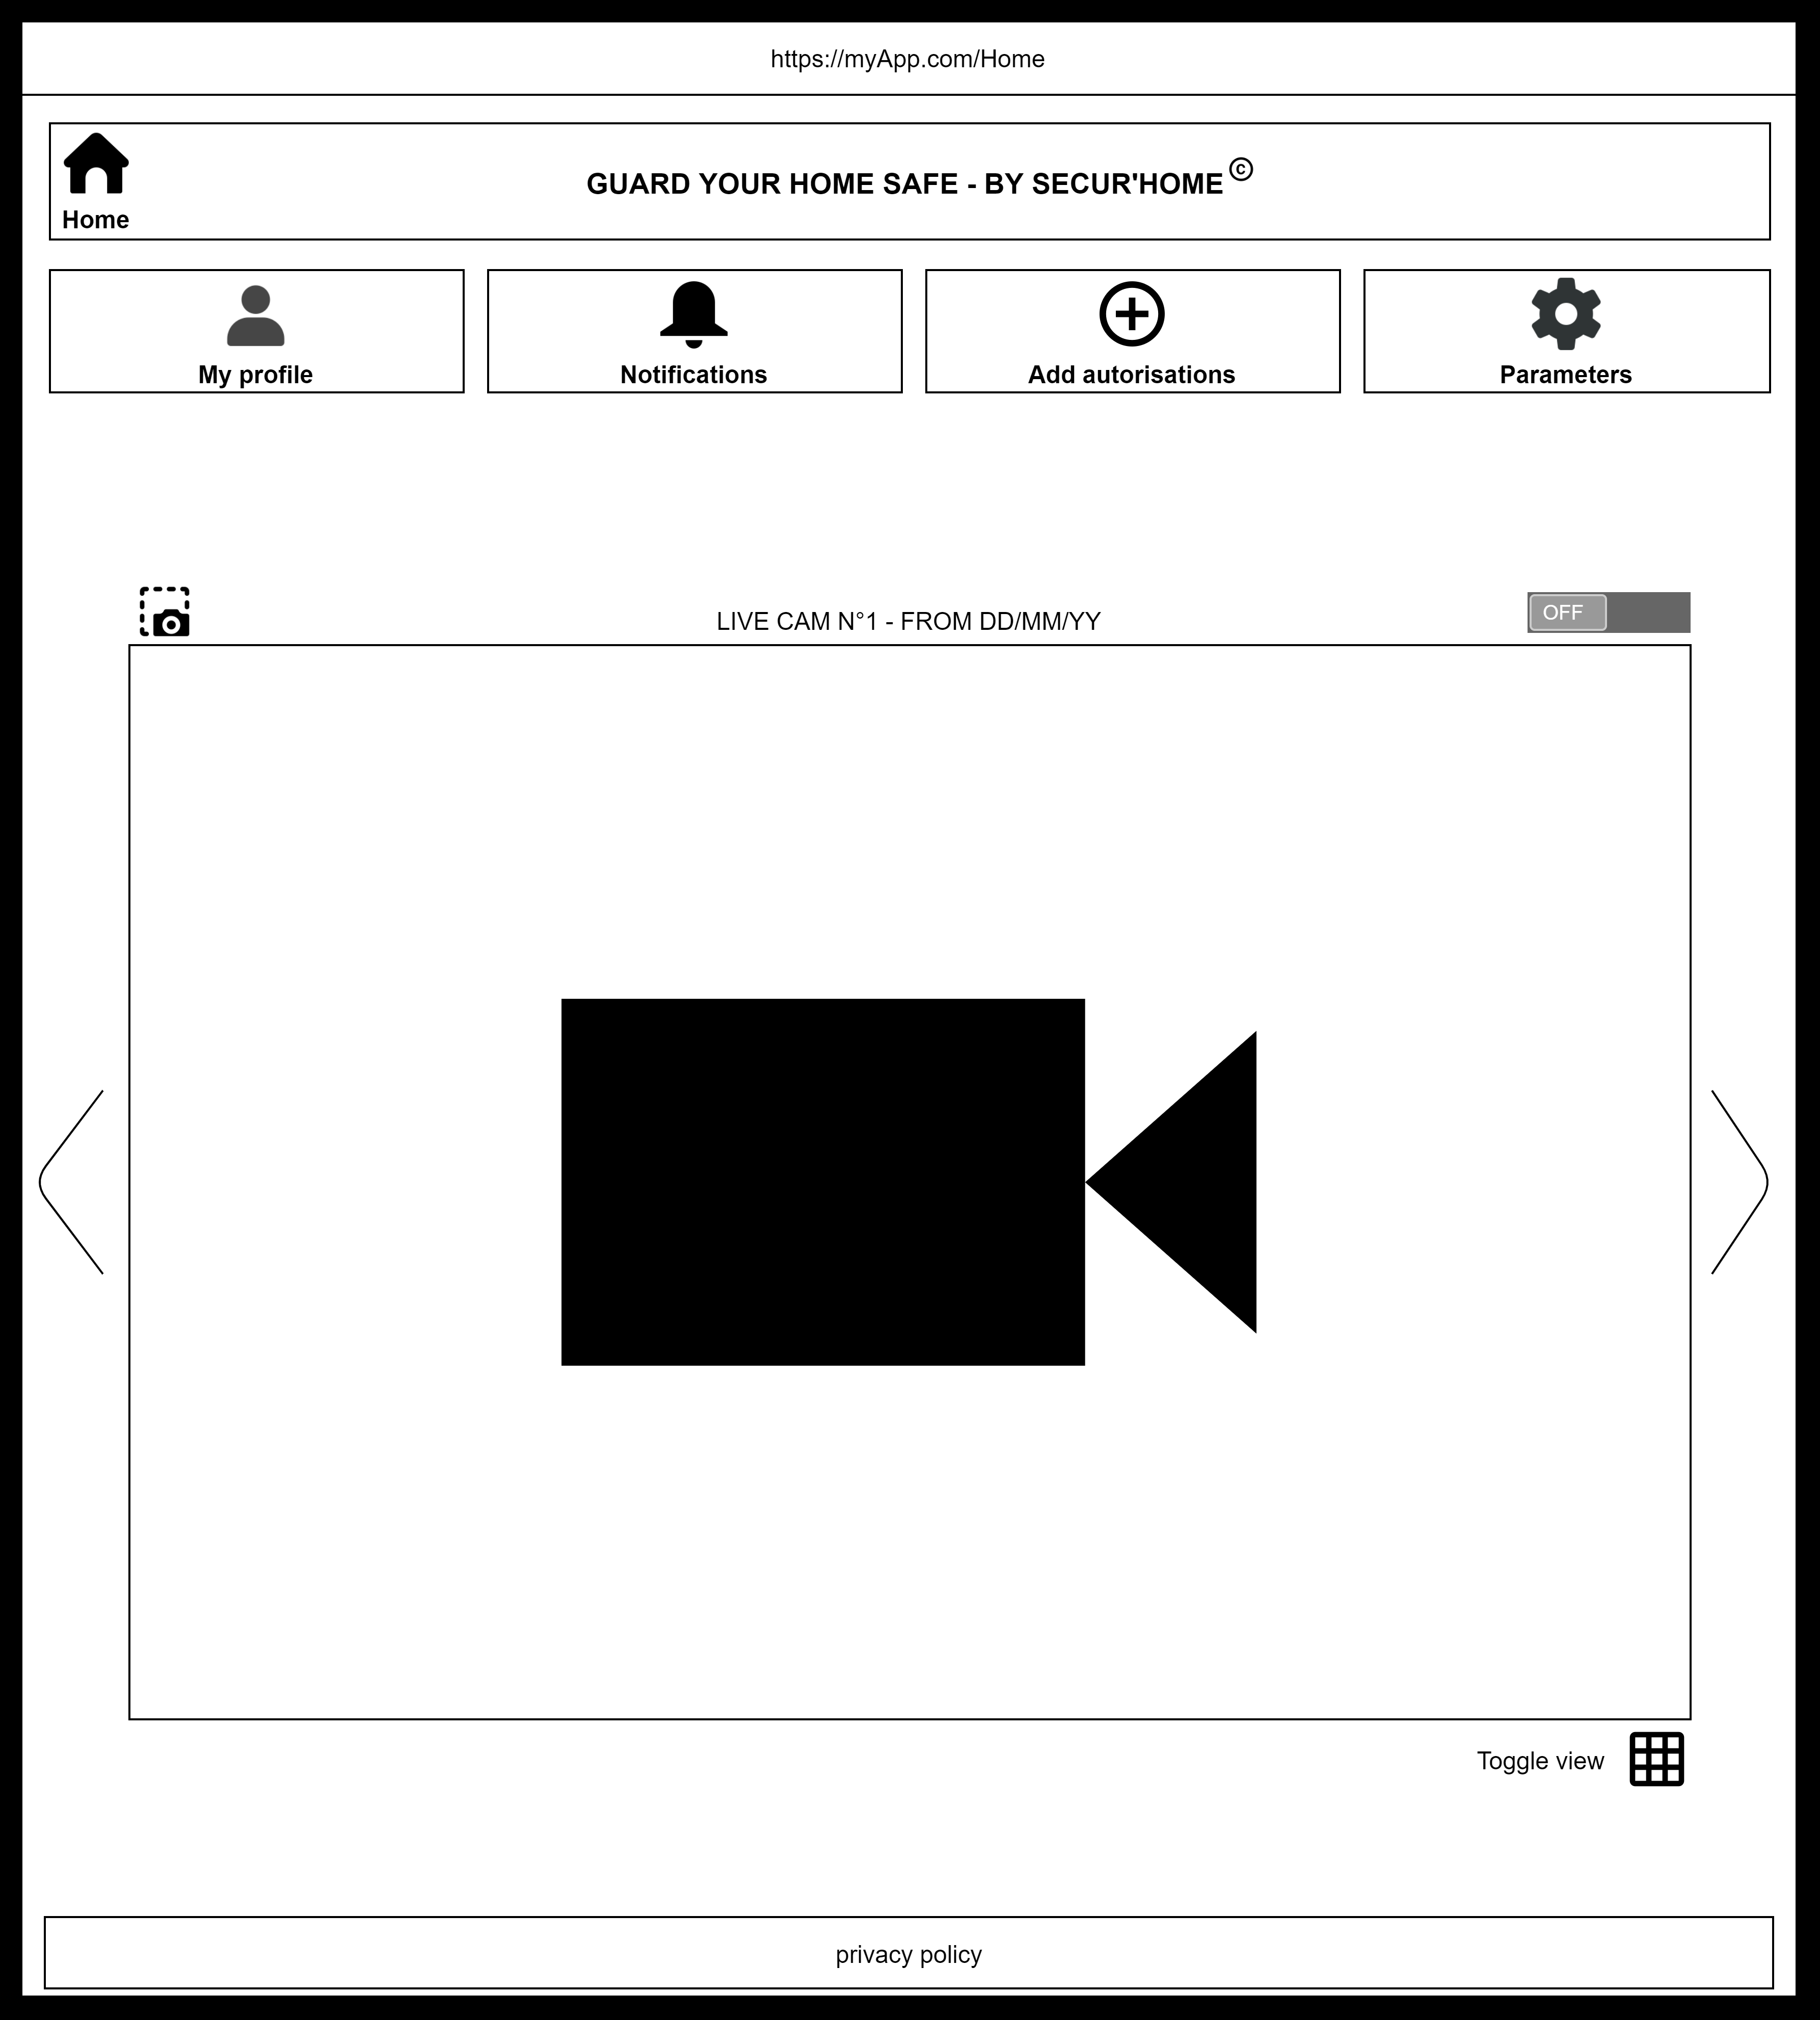 https://myApp.com/Home
GUARD YOUR HOME SAFE - BY SECUR'HOME ©
Home
My profile
Notifications
Add autorisations
Parameters
LIVE CAM N°1 - FROM DD/MM/YY
OFF
Toggle view
privacy policy